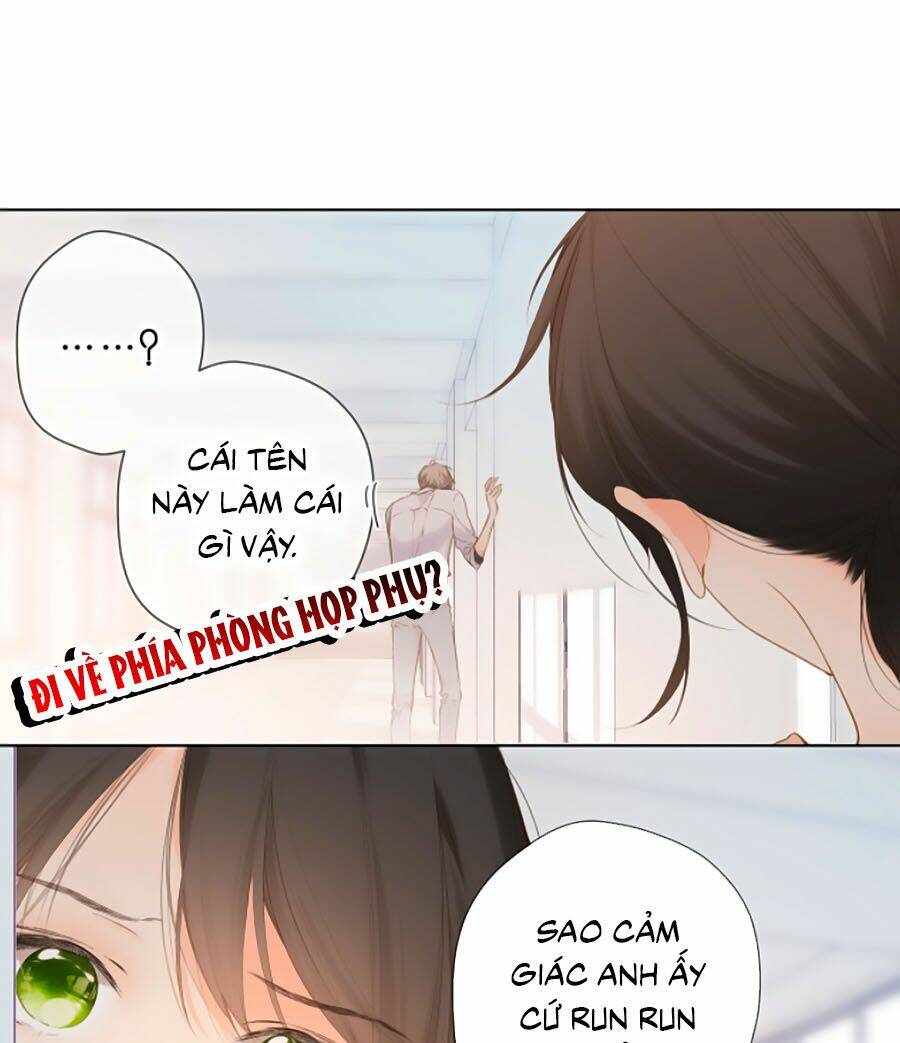 ......?
CÁI TÊN
NÀY LÀM CÁI
GÌ VẬY.
ĐI VỀ PHÍA PHÒNG HỌP PHỤ?
SAO CẢM
GIÁC ANH ẤY
CỨ RUN RUN